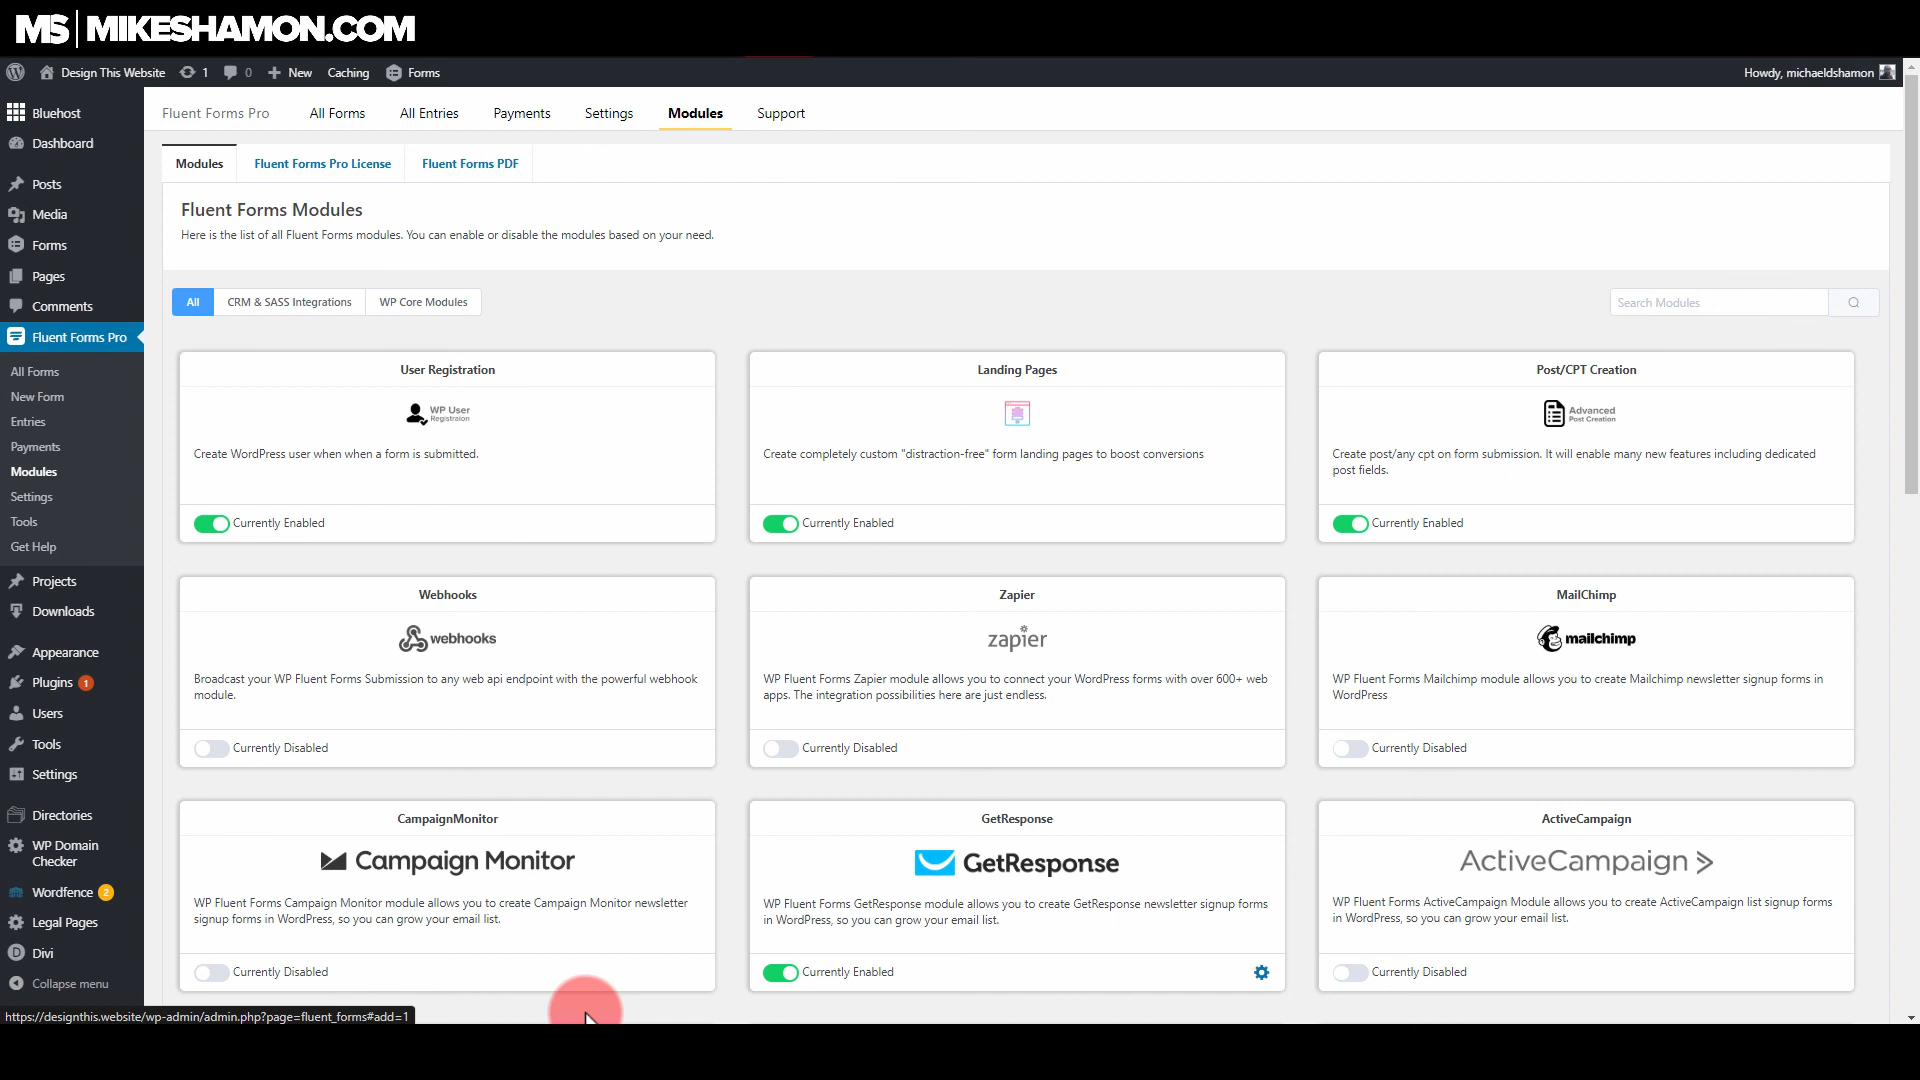 MS | MIKESHAMON.COM
Design This Website 1 0 New Caching Forms Howdy, michaeldshamon
Bluehost
Dashboard
Posts
Media
Forms
Pages
Comments
Fluent Forms Pro
All Forms
New Form
Entries
Payments
Modules
Settings
Tools
Get Help
Projects
Downloads
Appearance
Plugins 1
Users
Tools
Settings
Directories
WP Domain
Checker
Wordfence 2
Legal Pages
Divi
Collapse menu
Fluent Forms Pro All Forms All Entries Payments Settings Modules Support
Modules Fluent Forms Pro License Fluent Forms PDF
Fluent Forms Modules
Here is the list of all Fluent Forms modules. You can enable or disable the modules based on your need.
All CRM & SASS Integrations WP Core Modules Search Modules
User Registration
WP User
Registraion
Create WordPress user when when a form is submitted.
Currently Enabled
Landing Pages
Create completely custom "distraction-free" form landing pages to boost conversions
Currently Enabled
Post/CPT Creation
Advanced
Post Creation
Create post/any cpt on form submission. It will enable many new features including dedicated
post fields.
Currently Enabled
Webhooks
webhooks
Broadcast your WP Fluent Forms Submission to any web api endpoint with the powerful webhook
module.
Currently Disabled
Zapier
zapier
WP Fluent Forms Zapier module allows you to connect your WordPress forms with over 600+ web
apps. The integration possibilities here are just endless.
Currently Disabled
MailChimp
mailchimp
WP Fluent Forms Mailchimp module allows you to create Mailchimp newsletter signup forms in
WordPress
Currently Disabled
CampaignMonitor
Campaign Monitor
WP Fluent Forms Campaign Monitor module allows you to create Campaign Monitor newsletter
signup forms in WordPress, so you can grow your email list.
Currently Disabled
GetResponse
GetResponse
WP Fluent Forms GetResponse module allows you to create GetResponse newsletter signup forms
in WordPress, so you can grow your email list.
Currently Enabled
ActiveCampaign
ActiveCampaign >
WP Fluent Forms ActiveCampaign Module allows you to create ActiveCampaign list signup forms
in WordPress, so you can grow your email list.
Currently Disabled
https://designthis.website/wp-admin/admin.php?page=fluent_forms#add=1